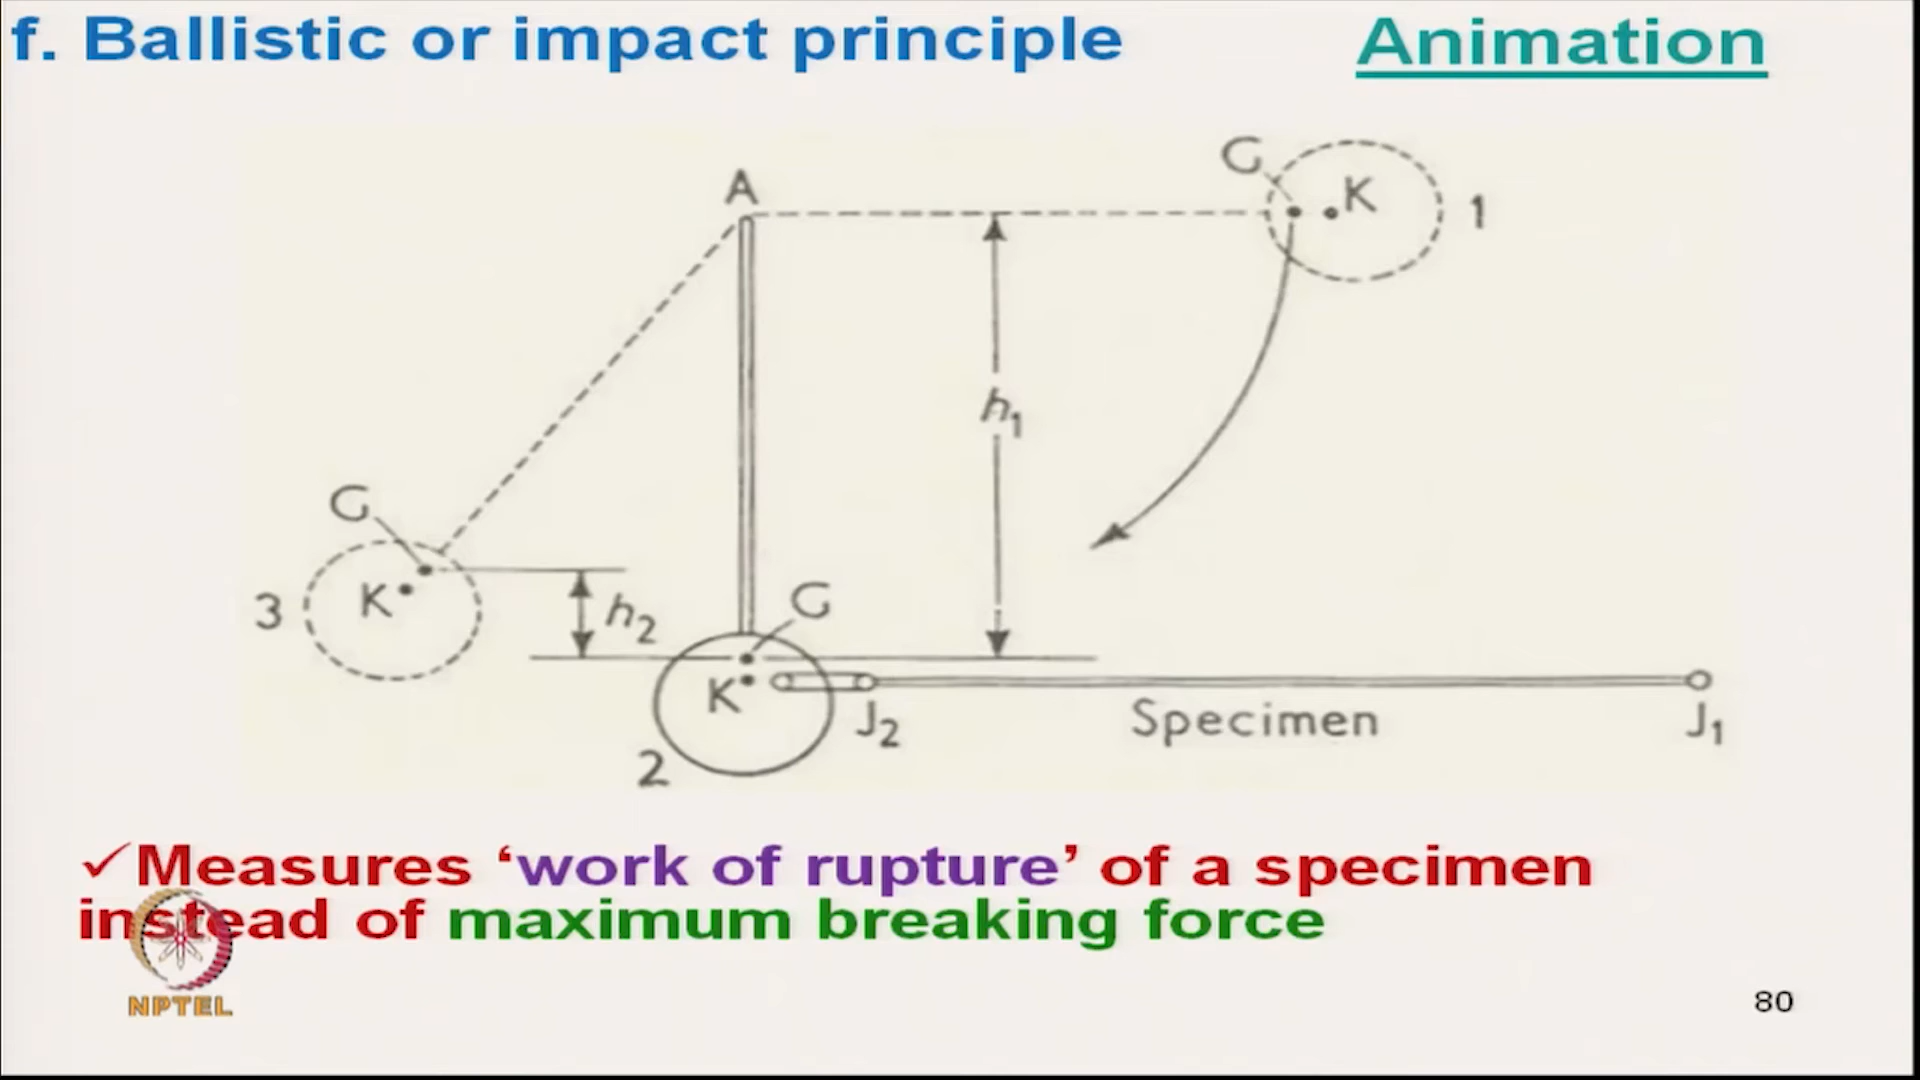 f. Ballistic or impact principle
Animation
A
G
K
1
h1
G
K
3
h2
G
K
2
J2
Specimen
J1
✓Measures ‘work of rupture’ of a specimen
instead of maximum breaking force
NPTEL
80